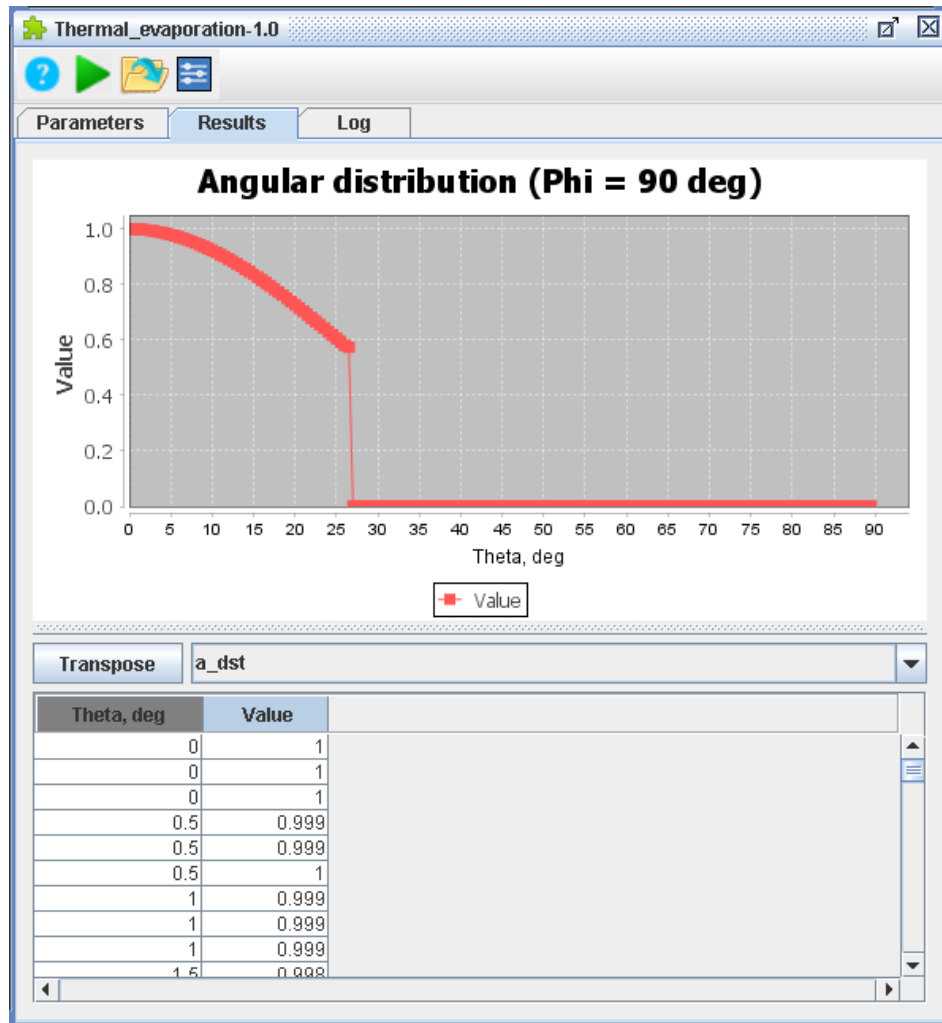 Thermal_evaporation-1.0
?
Parameters Results Log
Angular distribution (Phi = 90 deg)
Value
1.0
0.8
0.6
0.4
0.2
0.0
0 5 10 15 20 25 30 35 40 45 50 55 60 65 70 75 80 85 90
Theta, deg
Value
Transpose a_dst
Theta, deg Value
0 1
0 1
0 1
0.5 0.999
0.5 0.999
0.5 1
1 0.999
1 0.999
1 0.999
1.5 0.998